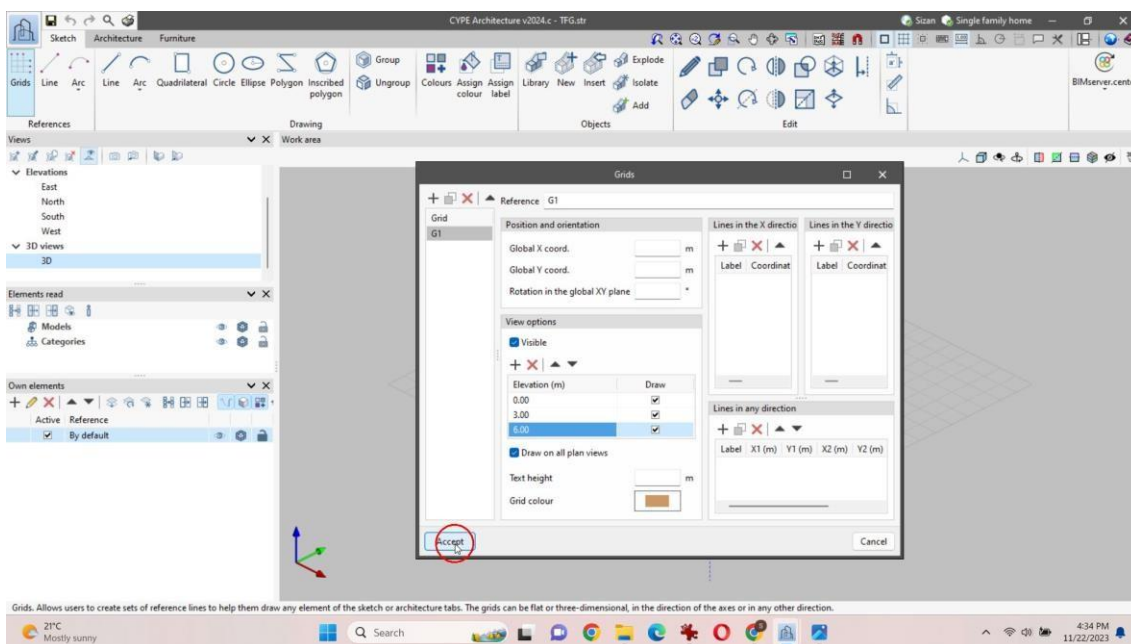 CYPE Architecture v2024.c - TFG.str
Sizan
Single family home
Sketch Architecture Furniture
Grids Line Arc Line Arc Quadrilateral Circle Ellipse Polygon Inscribed polygon
Group
Ungroup
Colours Assign colour Assign label
Library New Insert
Explode
Isolate
Add
BIMserver.cente
References Drawing Objects Edit
Views
Work area
Elevations
East
North
South
West
3D views
3D
Elements read
Models
Categories
Own elements
Active Reference
By default
Grids
Reference G1
Grid
G1
Position and orientation
Global X coord. m
Global Y coord. m
Rotation in the global XY plane °
View options
Visible
Elevation (m) Draw
0.00
3.00
6.00
Draw on all plan views
Text height m
Grid colour
Lines in the X directio
Label Coordinat
Lines in the Y directio
Label Coordinat
Lines in any direction
Label X1 (m) Y1 (m) X2 (m) Y2 (m)
Accept
Cancel
Grids. Allows users to create sets of reference lines to help them draw any element of the sketch or architecture tabs. The grids can be flat or three-dimensional, in the direction of the axes or in any other direction.
21°C
Mostly sunny
Search
4:34 PM
11/22/2023